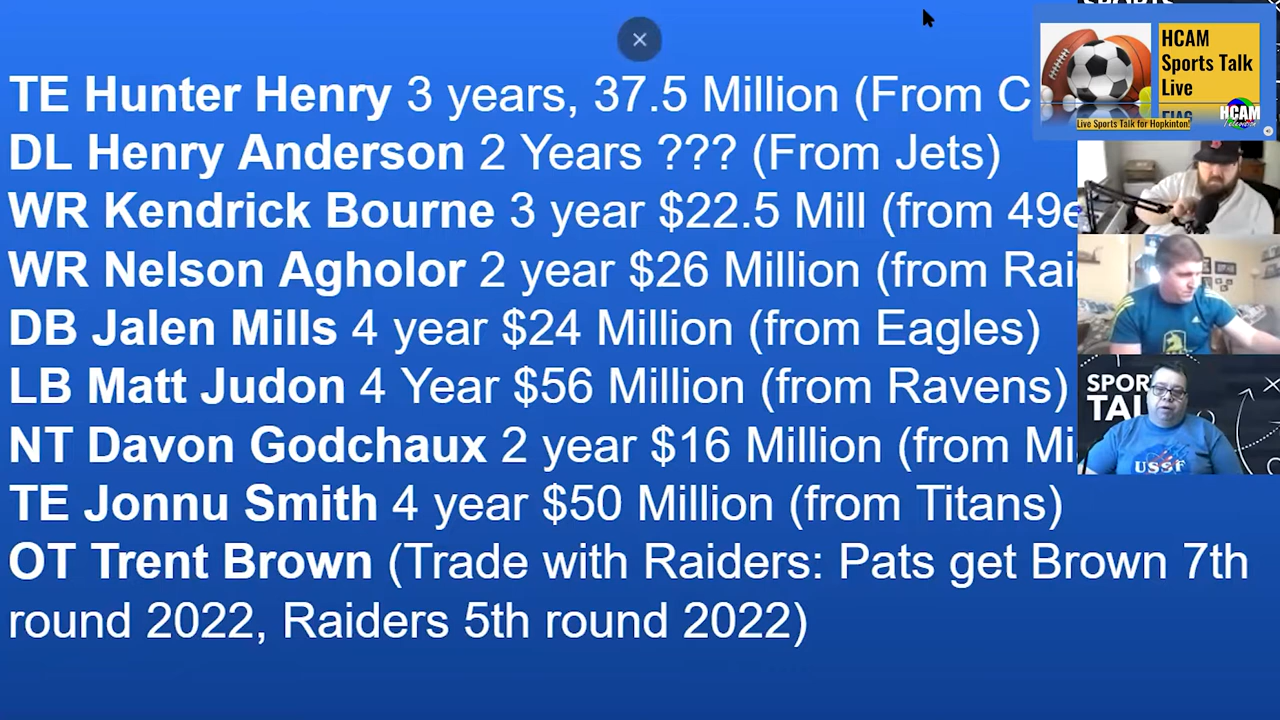 TE Hunter Henry 3 years, 37.5 Million (From C
DL Henry Anderson 2 Years ??? (From Jets)
WR Kendrick Bourne 3 year $22.5 Mill (from 49e
WR Nelson Agholor 2 year $26 Million (from Rai
DB Jalen Mills 4 year $24 Million (from Eagles)
LB Matt Judon 4 Year $56 Million (from Ravens)
NT Davon Godchaux 2 year $16 Million (from Mi
TE Jonnu Smith 4 year $50 Million (from Titans)
OT Trent Brown (Trade with Raiders: Pats get Brown 7th
round 2022, Raiders 5th round 2022)
HCAM
Sports Talk
Live
Live Sports Talk for Hopkinton!
HCAM
SPOR
TAL
USSF